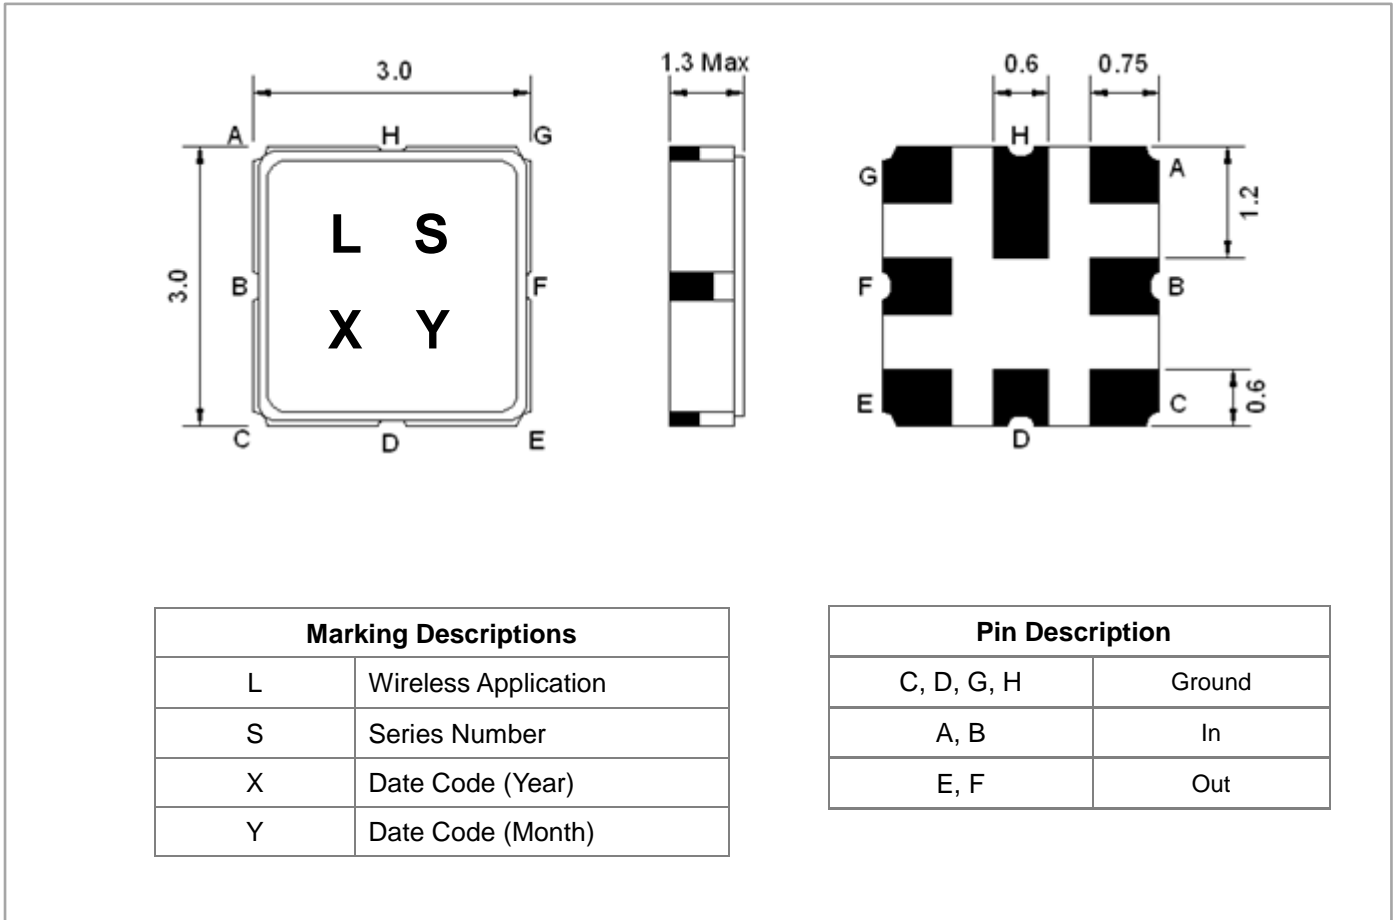 3.0
1.3 Max
0.6 0.75
A H G
H
G A
L S
1.2
3.0
B F
F B
X Y
E C
0.6
C D E
D
Marking Descriptions
L Wireless Application
S Series Number
X Date Code (Year)
Y Date Code (Month)
Pin Description
C, D, G, H Ground
A, B In
E, F Out